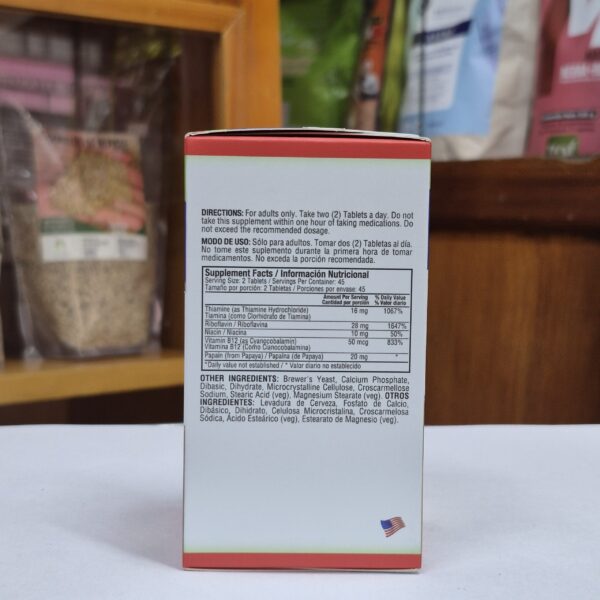 DIRECTIONS: For adults only. Take two (2) Tablets a day. Do not
take this supplement within one hour of taking medications. Do
not exceed the recommended dosage.
MODO DE USO: Sólo para adultos. Tomar dos (2) Tabletas al día.
No tome este suplemento durante la primera hora de tomar
medicamentos. No exceda la porción recomendada.
Supplement Facts / Información Nutricional
Serving Size: 2 Tablets / Servings Per Container: 45
Tamaño por porción: 2 Tabletas / Porciones por envase: 45
Amount Per Serving % Daily Value
Cantidad por porción % Valor diario
Thiamine (as Thiamine Hydrochloride) 16 mg 1067%
Tiamina (como Clorhidrato de Tiamina)
Riboflavin / Riboflavina 28 mg 1647%
Niacin / Niacina 10 mg 50%
Vitamin B12 (as Cyanocobalamin) 50 mcg 833%
Vitamina B12 (Como Cianocobalamina)
Papain (from Papaya) / Papaína (de Papaya) 20 mg *
*Daily value not established / * Valor diario no establecido
OTHER INGREDIENTS: Brewer's Yeast, Calcium Phosphate,
Dibasic, Dihydrate, Microcrystalline Cellulose, Croscarmellose
Sodium, Stearic Acid (veg), Magnesium Stearate (veg). OTROS
INGREDIENTES: Levadura de Cerveza, Fosfato de Calcio,
Dibásico, Dihidrato, Celulosa Microcristalina, Croscarmelosa
Sódica, Ácido Esteárico (veg), Estearato de Magnesio (veg).